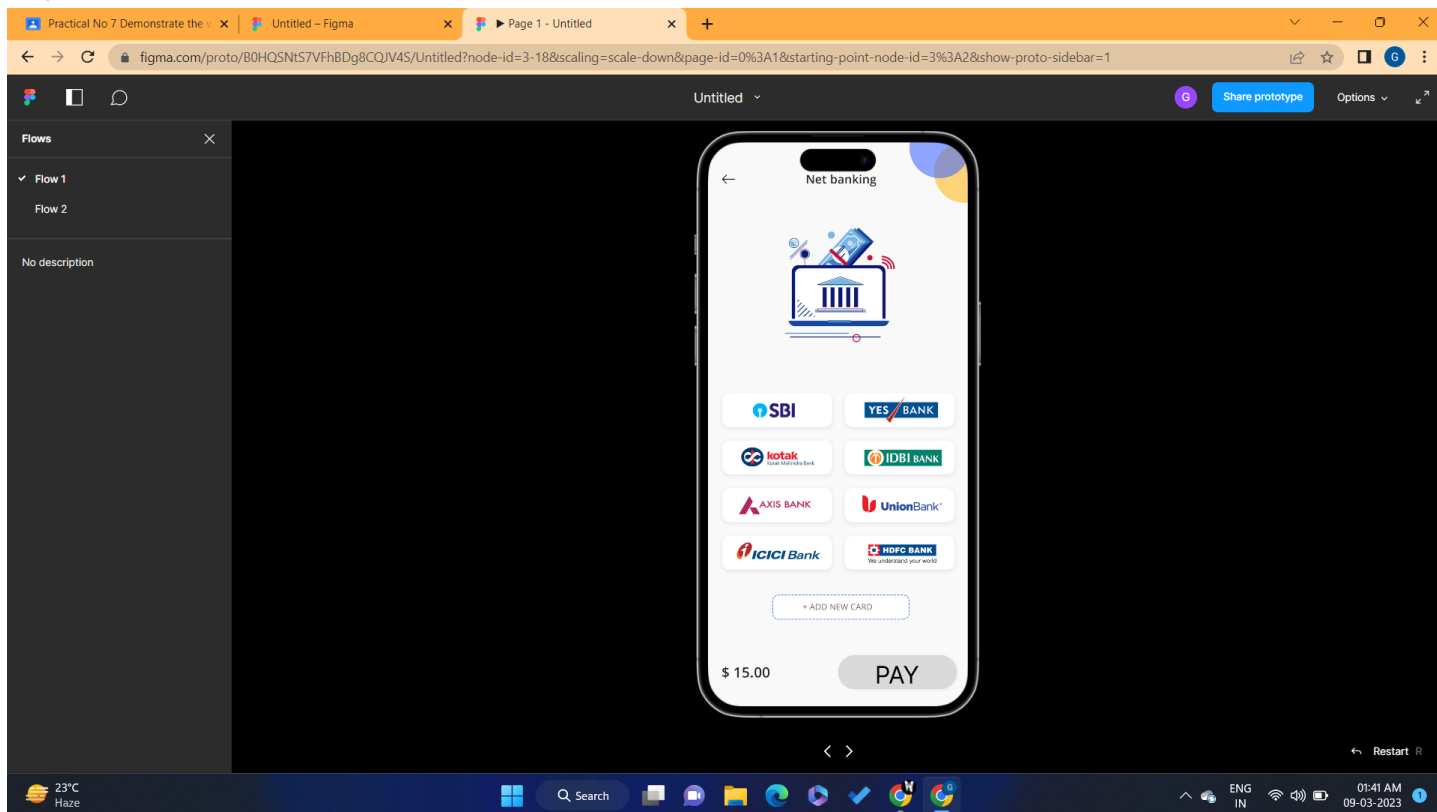 Practical No 7 Demonstrate the
Untitled – Figma
Page 1 - Untitled
figma.com/proto/B0HQSNtS7VFhBDg8CQJV4S/Untitled?node-id=3-18&scaling=scale-down&page-id=0%3A1&starting-point-node-id=3%3A2&show-proto-sidebar=1
G
Untitled
G
Share prototype
Options
Flows
Flow 1
Flow 2
No description
Net banking
SBI
YES BANK
kotak
Kotak Mahindra Bank
IDBI BANK
AXIS BANK
UnionBank
ICICI Bank
HDFC BANK
We understand your world
+ ADD NEW CARD
$ 15.00
PAY
Restart R
23°C
Haze
Search
ENG
IN
01:41 AM
09-03-2023
1